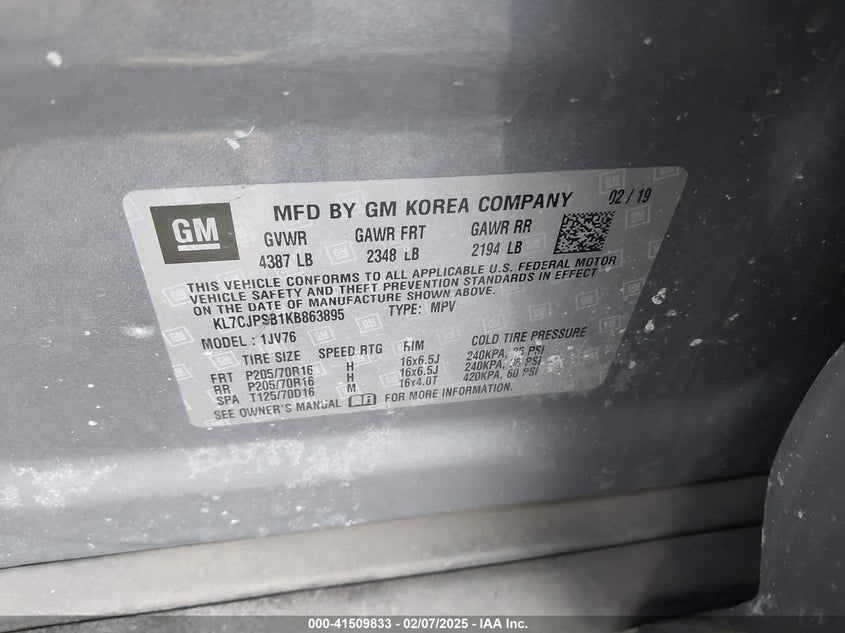 GM
MFD BY GM KOREA COMPANY 02 / 19
GVWR GAWR FRT GAWR RR
4387 LB 2348 LB 2194 LB
THIS VEHICLE CONFORMS TO ALL APPLICABLE U.S. FEDERAL MOTOR
VEHICLE SAFETY AND THEFT PREVENTION STANDARDS IN EFFECT
ON THE DATE OF MANUFACTURE SHOWN ABOVE.
KL7CJPSB1KB863895 TYPE: MPV
MODEL: 1JV76
TIRE SIZE SPEED RTG RIM COLD TIRE PRESSURE
FRT P205/70R16 H 16x6.5J 240KPA, 35 PSI
RR P205/70R16 H 16x6.5J 240KPA, 35 PSI
SPA T125/70D16 M 16x4.0T 420KPA, 60 PSI
SEE OWNER'S MANUAL FOR MORE INFORMATION.
000-41509833 - 02/07/2025 - IAA Inc.